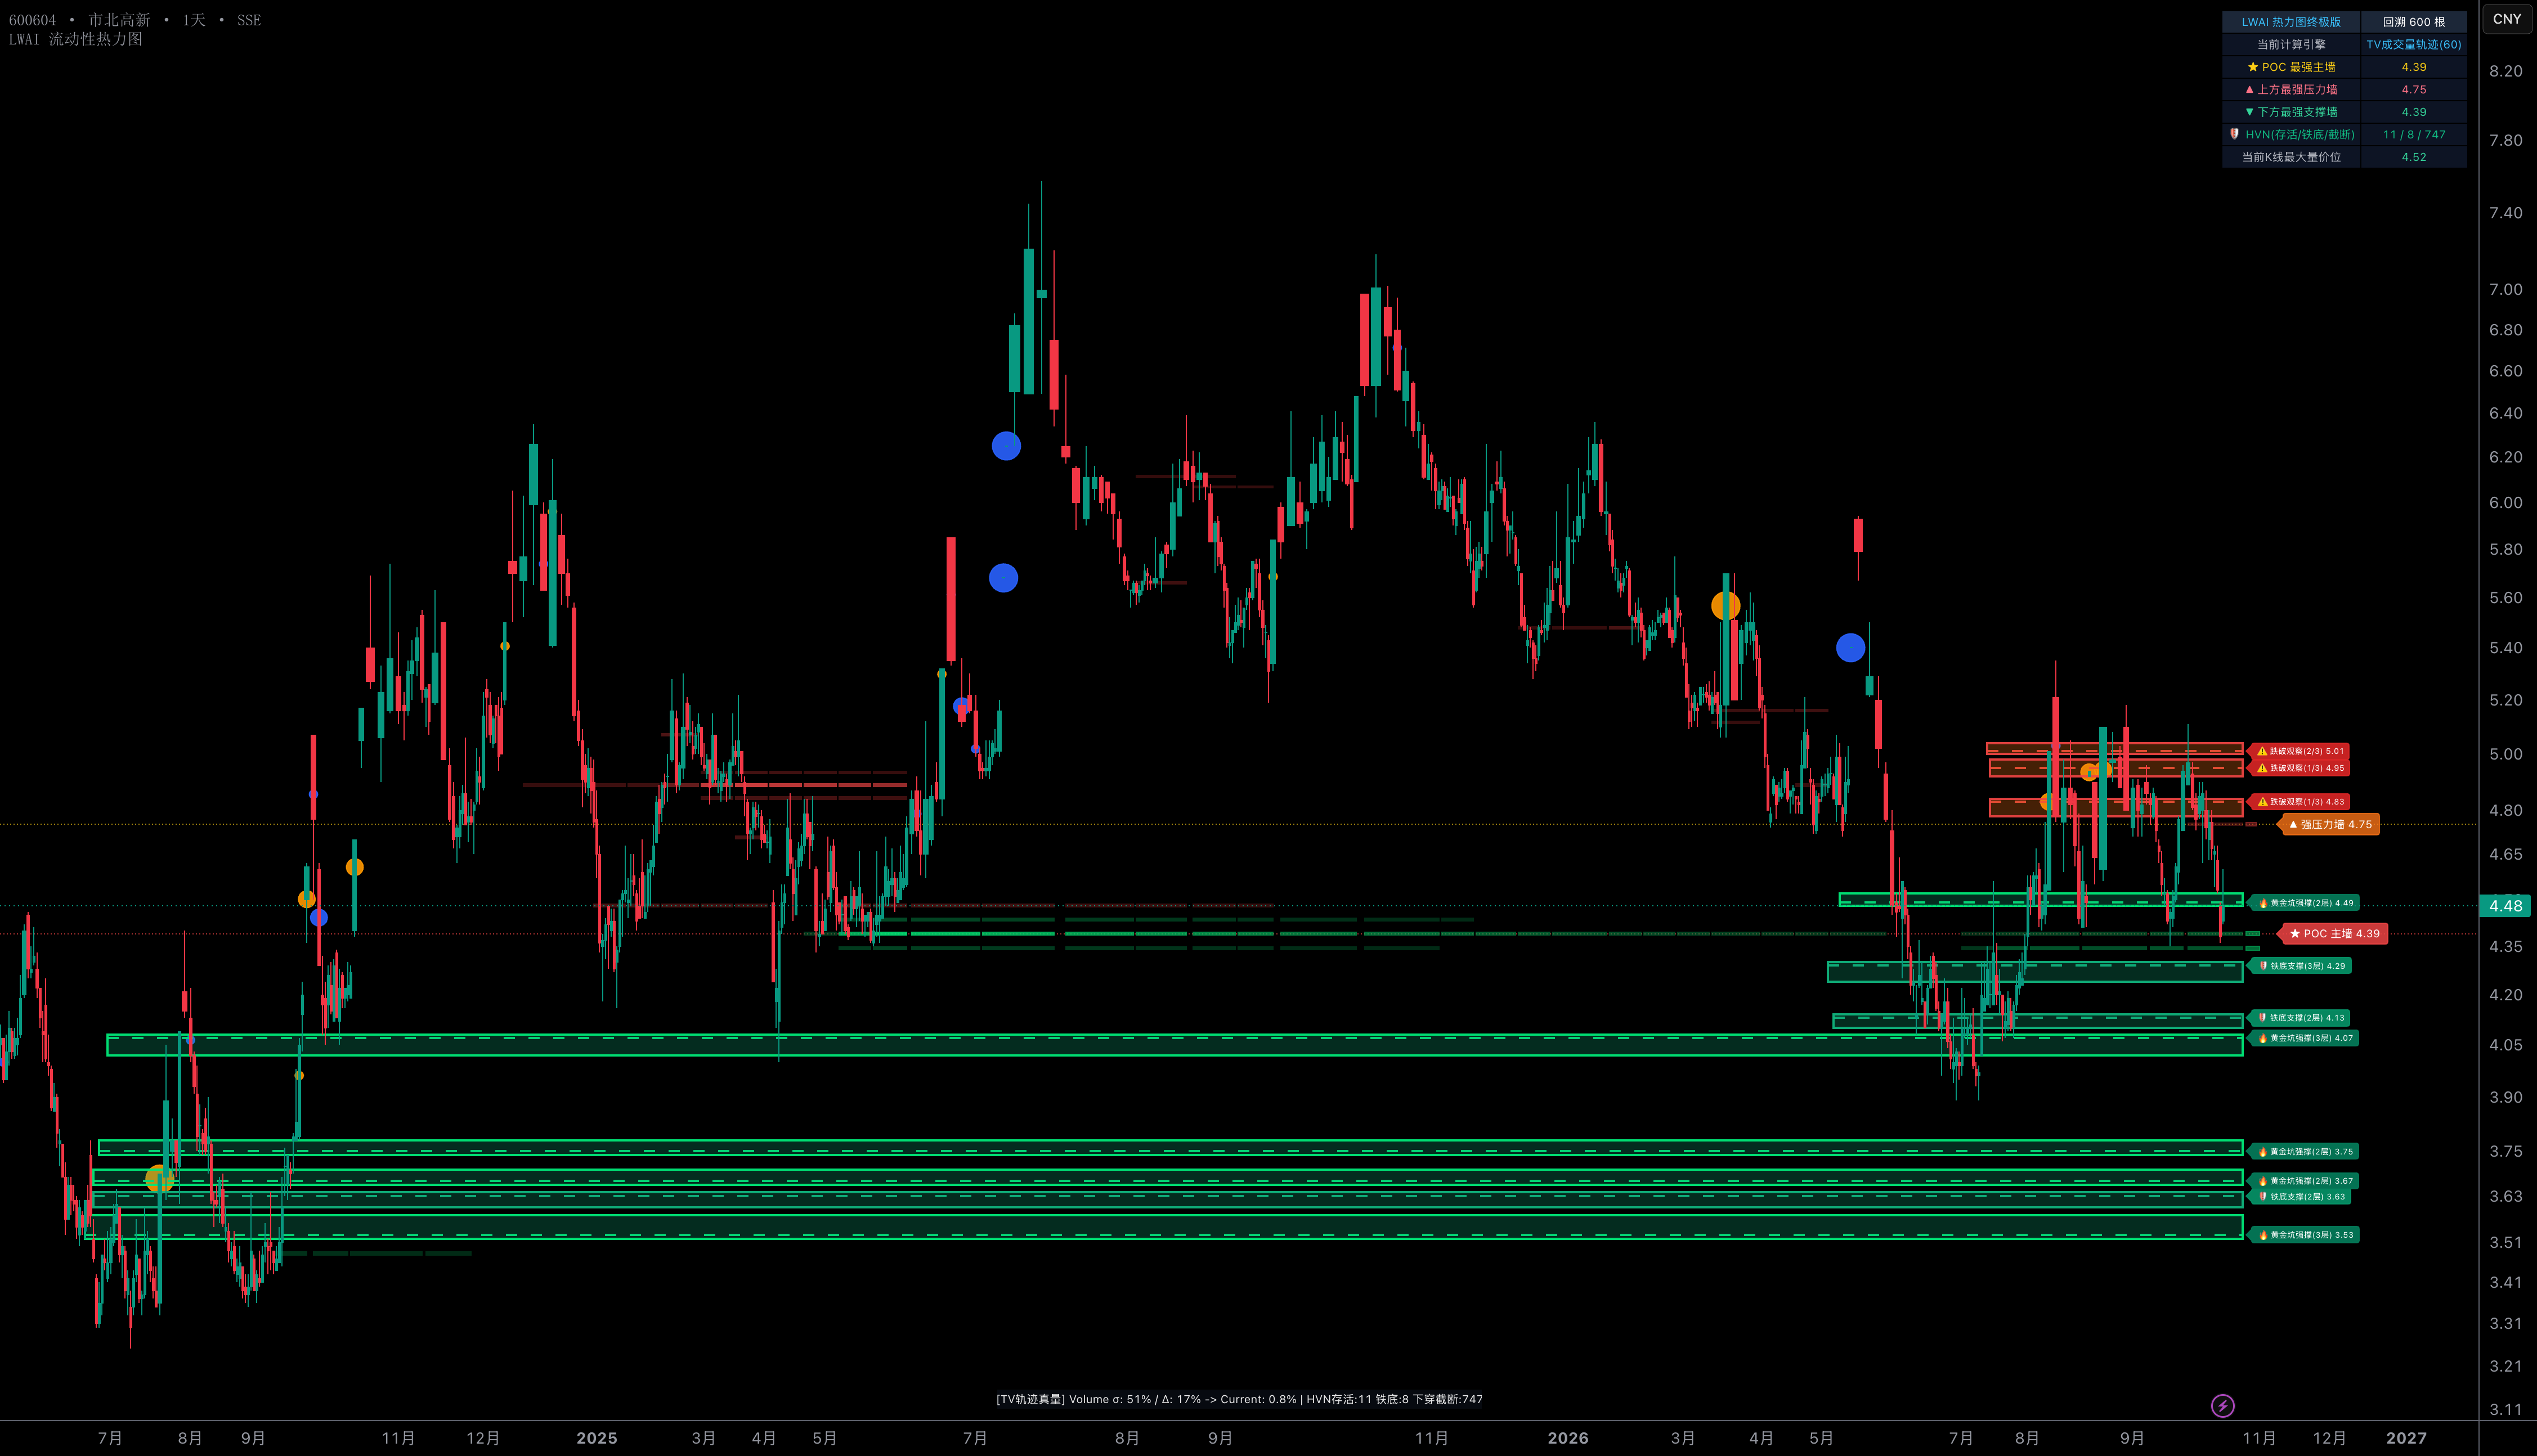 600604 • 市北高新 • 1天 • SSE
LWAI 流动性热力图
LWAI 热力图终极版 回溯 600 根
当前计算引擎 TV成交量轨迹(60)
★ POC 最强主墙 4.39
▲ 上方最强压力墙 4.75
▼ 下方最强支撑墙 4.39
HVN(存活/铁底/截断) 11 / 8 / 747
当前K线最大量价位 4.52
CNY
8.20
7.80
7.40
7.00
6.80
6.60
6.40
6.20
6.00
5.80
5.60
5.40
5.20
5.00
4.80
4.65
4.48
4.35
4.20
4.05
3.90
3.75
3.63
3.51
3.41
3.31
3.21
3.11
⚠️ 跌破观察(2/3) 5.01
⚠️ 跌破观察(1/3) 4.95
⚠️ 跌破观察(1/3) 4.83
▲ 强压力墙 4.75
🔥 黄金坑强撑(2层) 4.49
★ POC 主墙 4.39
铁底支撑(3层) 4.29
铁底支撑(2层) 4.13
🔥 黄金坑强撑(3层) 4.07
🔥 黄金坑强撑(2层) 3.75
🔥 黄金坑强撑(2层) 3.67
铁底支撑(2层) 3.63
🔥 黄金坑强撑(3层) 3.53
[TV轨迹真量] Volume σ: 51% / Δ: 17% -> Current: 0.8% | HVN存活:11 铁底:8 下穿截断:747
7月 8月 9月 11月 12月 2025 3月 4月 5月 7月 8月 9月 11月 2026 3月 4月 5月 7月 8月 9月 11月 12月 2027